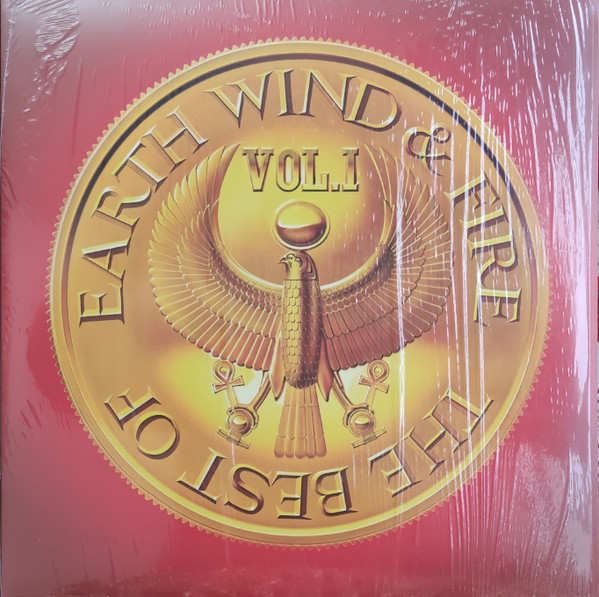 EARTH WIND & FIRE
VOL.I
THE BEST OF